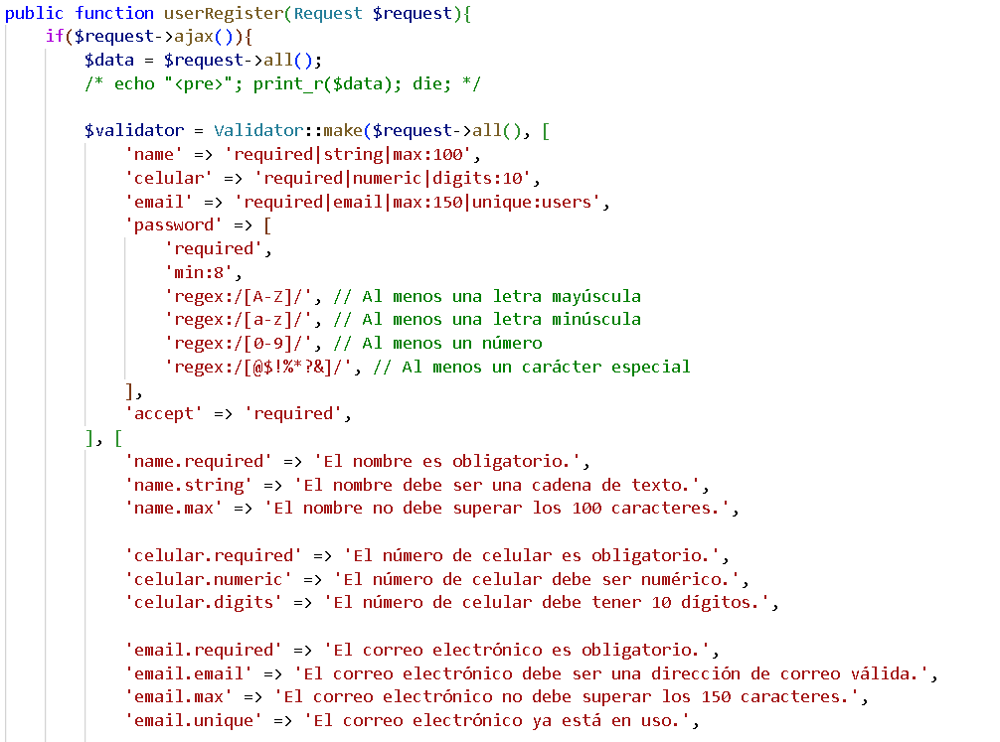 public function userRegister(Request $request){
if($request->ajax()){
$data = $request->all();
/* echo "<pre>"; print_r($data); die; */
$validator = Validator::make($request->all(), [
'name' => 'required|string|max:100',
'celular' => 'required|numeric|digits:10',
'email' => 'required|email|max:150|unique:users',
'password' => [
'required',
'min:8',
'regex:/[A-Z]/', // Al menos una letra mayúscula
'regex:/[a-z]/', // Al menos una letra minúscula
'regex:/[0-9]/', // Al menos un número
'regex:/[@$!%*?&]/', // Al menos un carácter especial
],
'accept' => 'required',
], [
'name.required' => 'El nombre es obligatorio.',
'name.string' => 'El nombre debe ser una cadena de texto.',
'name.max' => 'El nombre no debe superar los 100 caracteres.',
'celular.required' => 'El número de celular es obligatorio.',
'celular.numeric' => 'El número de celular debe ser numérico.',
'celular.digits' => 'El número de celular debe tener 10 dígitos.',
'email.required' => 'El correo electrónico es obligatorio.',
'email.email' => 'El correo electrónico debe ser una dirección de correo válida.',
'email.max' => 'El correo electrónico no debe superar los 150 caracteres.',
'email.unique' => 'El correo electrónico ya está en uso.',